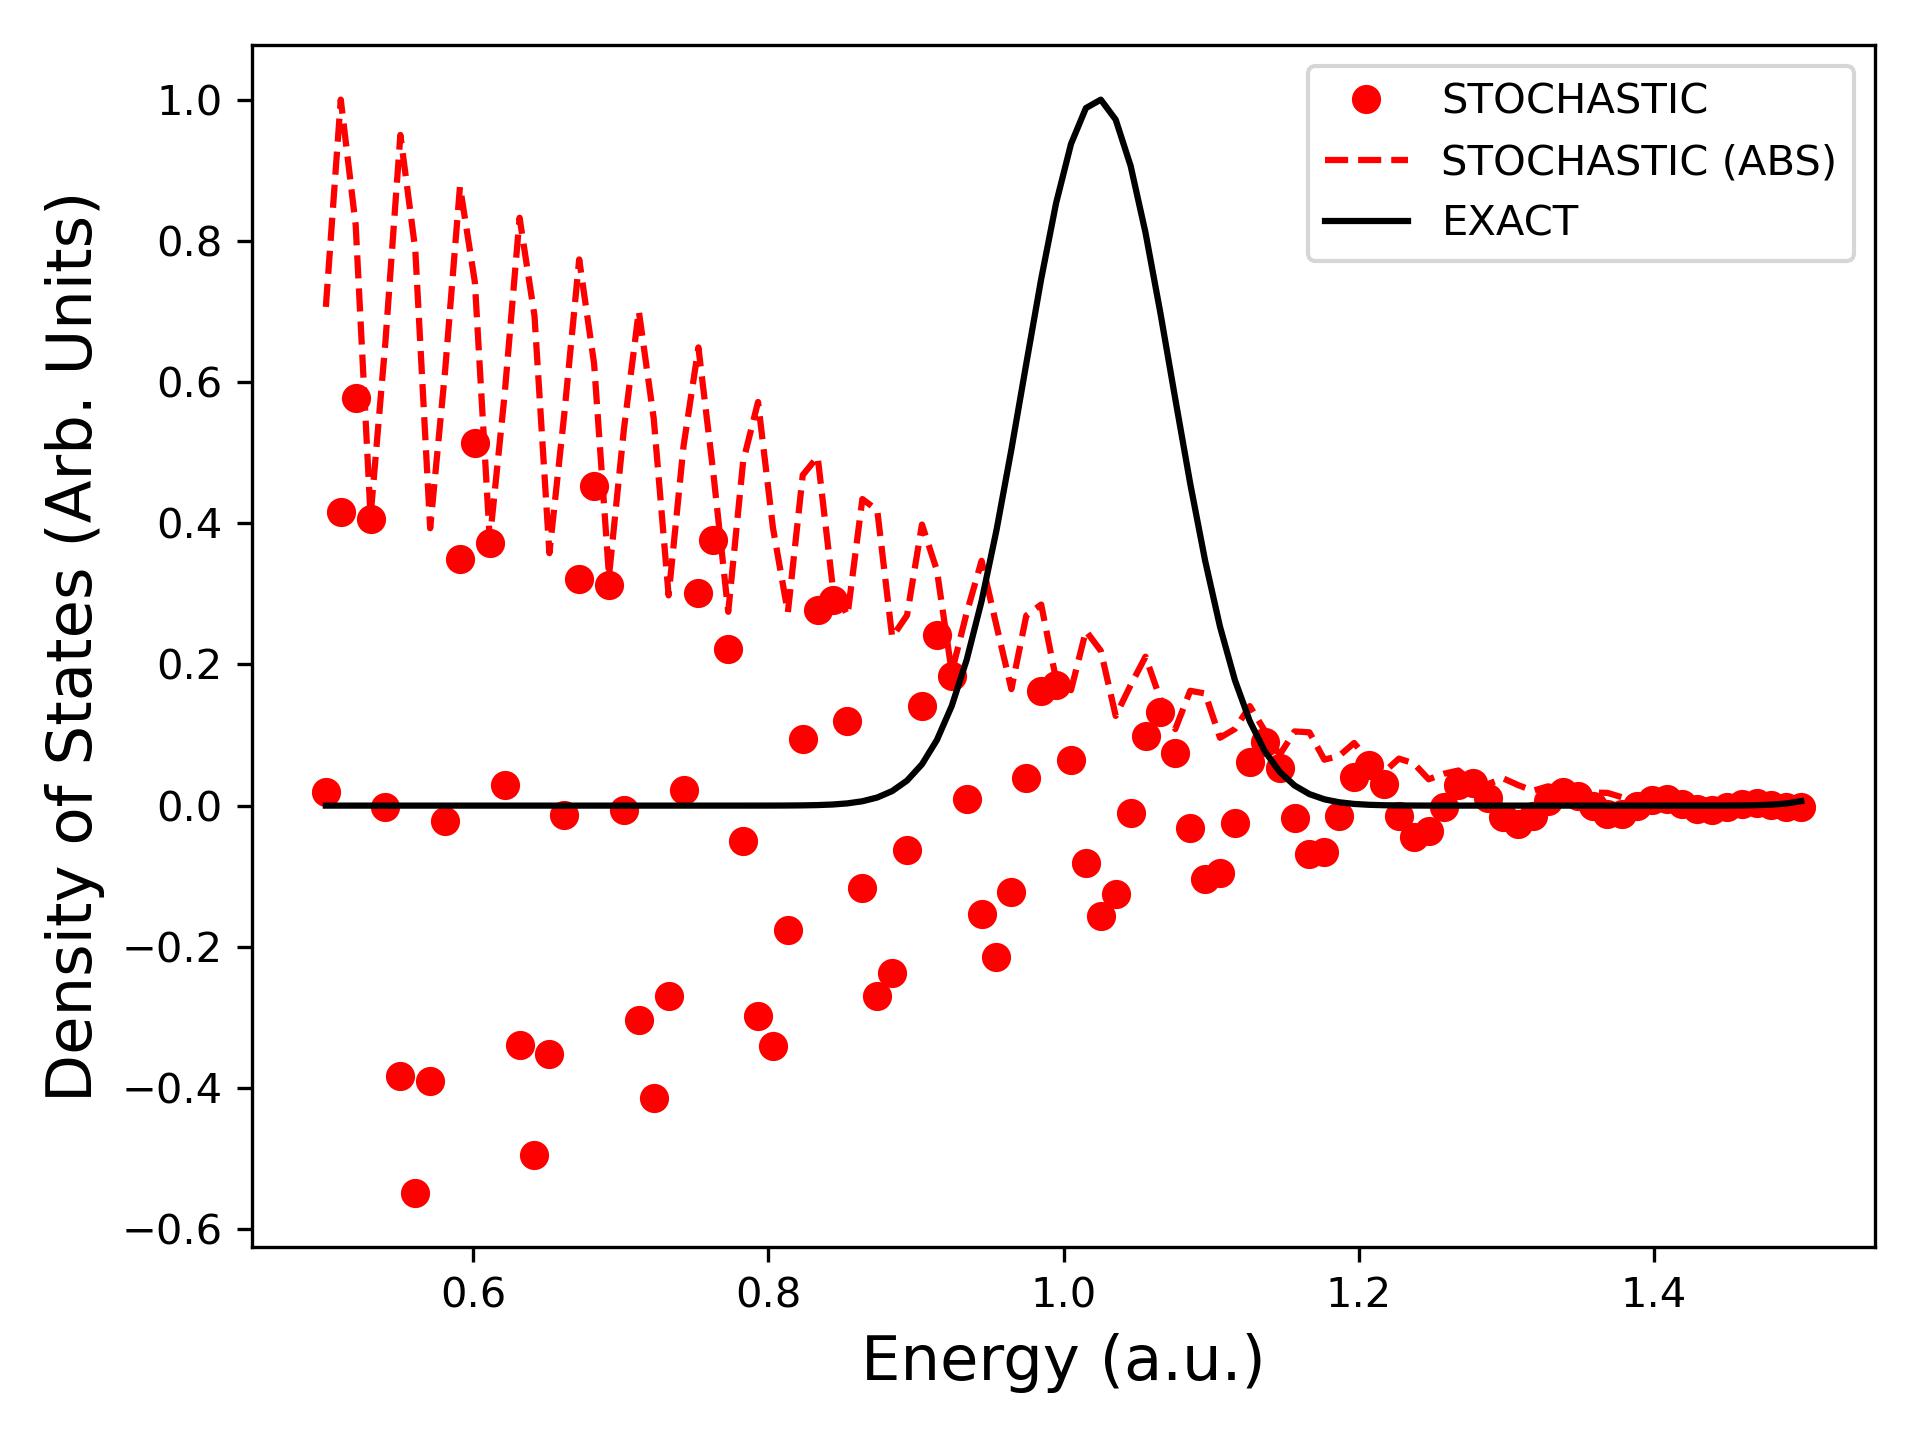 Density of States (Arb. Units)
1.0
0.8
0.6
0.4
0.2
0.0
−0.2
−0.4
−0.6
STOCHASTIC
STOCHASTIC (ABS)
EXACT
0.6 0.8 1.0 1.2 1.4
Energy (a.u.)